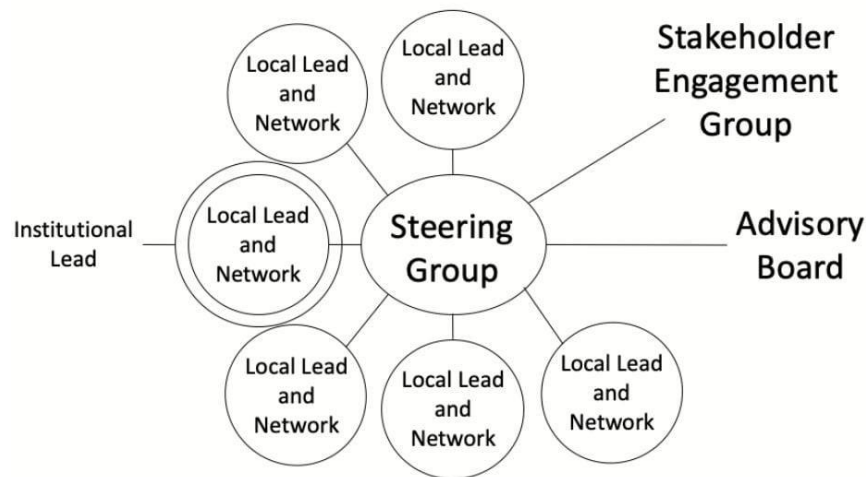 Local Lead
and
Network
Local Lead
and
Network
Stakeholder
Engagement
Group
Institutional
Lead
Local Lead
and
Network
Steering
Group
Advisory
Board
Local Lead
and
Network
Local Lead
and
Network
Local Lead
and
Network